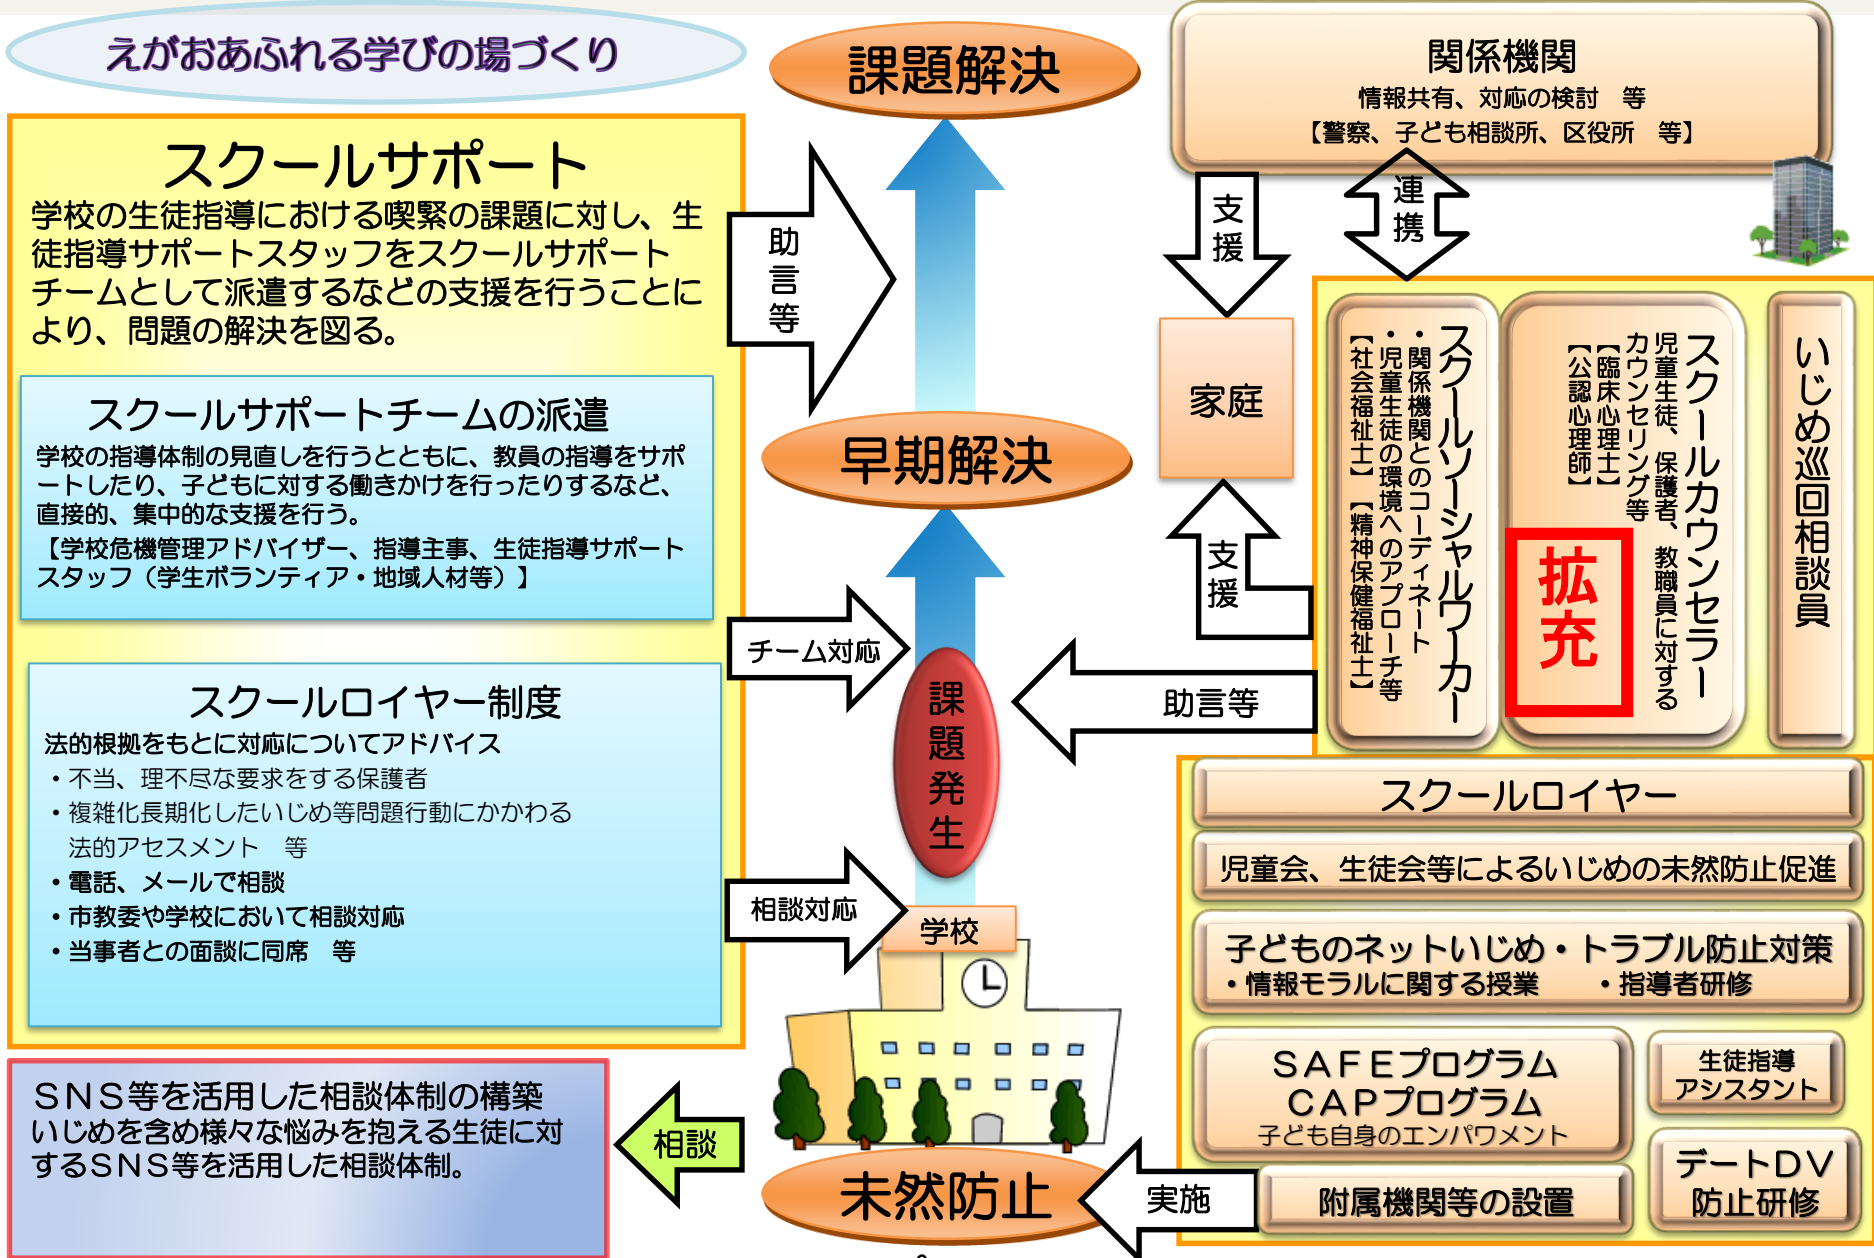 えがおあふれる学びの場づくり
スクールサポート
学校の生徒指導における喫緊の課題に対し、生
徒指導サポートスタッフをスクールサポート
チームとして派遣するなどの支援を行うことに
より、問題の解決を図る。
スクールサポートチームの派遣
学校の指導体制の見直しを行うとともに、教員の指導をサポ
ートしたり、子どもに対する働きかけを行ったりするなど、
直接的、集中的な支援を行う。
【学校危機管理アドバイザー、指導主事、生徒指導サポート
スタッフ（学生ボランティア・地域人材等）】
スクールロイヤー制度
法的根拠をもとに対応についてアドバイス
・不当、理不尽な要求をする保護者
・複雑化長期化したいじめ等問題行動にかかわる
法的アセスメント　等
・電話、メールで相談
・市教委や学校において相談対応
・当事者との面談に同席　等
ＳＮＳ等を活用した相談体制の構築
いじめを含め様々な悩みを抱える生徒に対
するＳＮＳ等を活用した相談体制。
課題解決
助言等
早期解決
チーム対応
課題発生
相談対応
学校
相談
未然防止
実施
関係機関
情報共有、対応の検討　等
【警察、子ども相談所、区役所　等】
支援
連携
家庭
支援
助言等
いじめ巡回相談員
スクールカウンセラー
児童生徒、保護者、教職員に対する
カウンセリング等
【臨床心理士】
【公認心理師】
拡充
スクールソーシャルワーカー
・関係機関とのコーディネート
・児童生徒の環境へのアプローチ等
【社会福祉士】【精神保健福祉士】
スクールロイヤー
児童会、生徒会等によるいじめの未然防止促進
子どものネットいじめ・トラブル防止対策
・情報モラルに関する授業　・指導者研修
ＳＡＦＥプログラム
ＣＡＰプログラム
子ども自身のエンパワメント
生徒指導
アシスタント
附属機関等の設置
デートＤＶ
防止研修